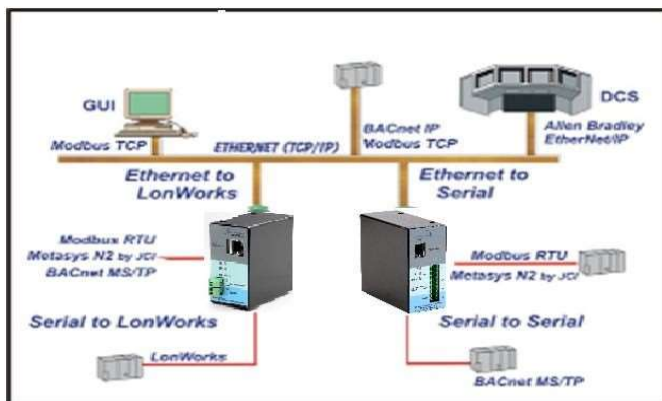 GUI
DCS
Modbus TCP
ETHERNET (TCP/IP)
BACnet IP
Modbus TCP
Allen Bradley
EtherNet/IP
Ethernet to
LonWorks
Ethernet to
Serial
Modbus RTU
Metasys N2 by JCI
BACnet MS/TP
Modbus RTU
Metasys N2 by JCI
Serial to LonWorks
Serial to Serial
LonWorks
BACnet MS/TP